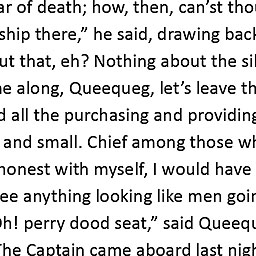 ar of death; how, then, can’st thou
ship there,” he said, drawing back
ut that, eh? Nothing about the sil
e along, Queequeg, let’s leave th
d all the purchasing and providing
and small. Chief among those wh
honest with myself, I would have
ee anything looking like men goin
Oh! perry dood seat,” said Queequ
The Captain came aboard last nigh